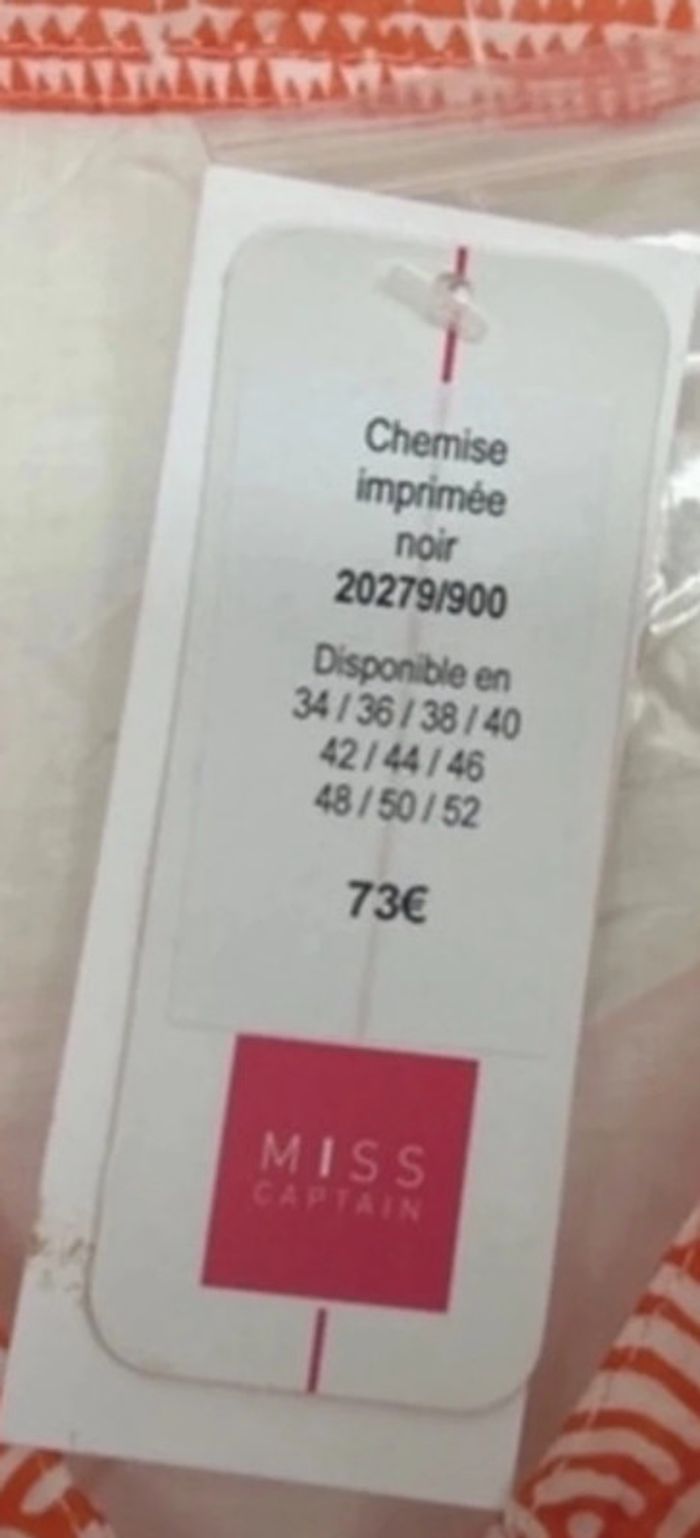 Chemise
imprimée
noir
20279/900
Disponible en
34 / 36 / 38 / 40
42 / 44 / 46
48 / 50 / 52
73€
MISS
CAPTAIN